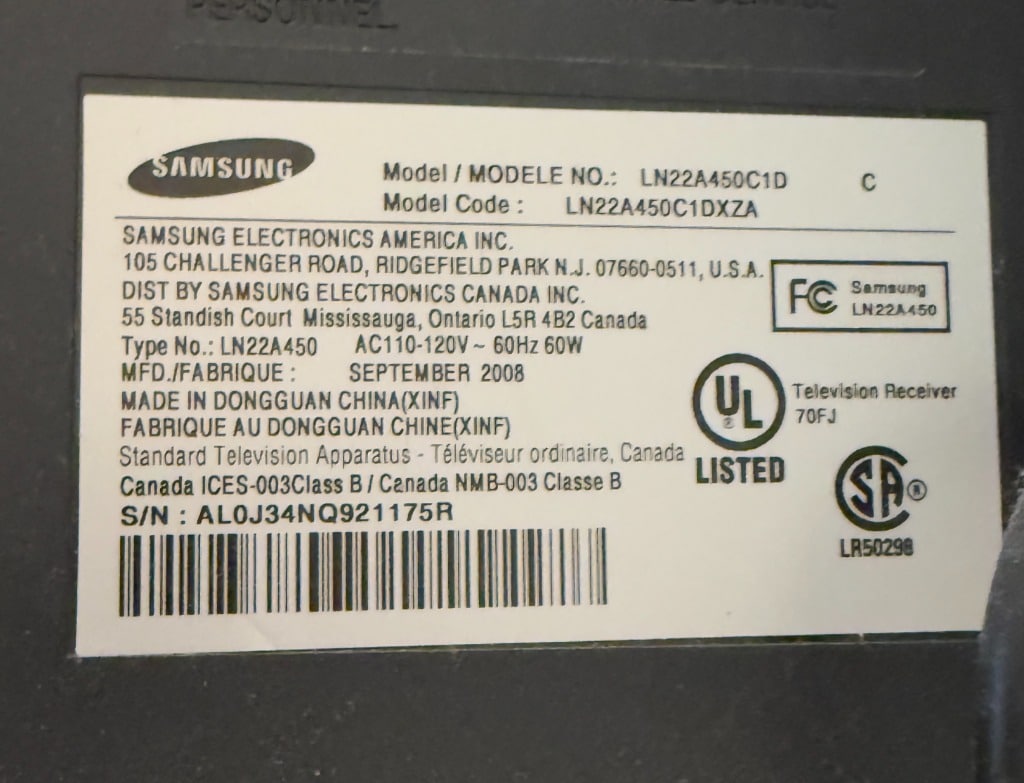 PERSONNEL.
SAMSUNG
Model / MODELE NO.: LN22A450C1D C
Model Code : LN22A450C1DXZA
SAMSUNG ELECTRONICS AMERICA INC.
105 CHALLENGER ROAD, RIDGEFIELD PARK N.J. 07660-0511, U.S.A.
DIST BY SAMSUNG ELECTRONICS CANADA INC.
55 Standish Court Mississauga, Ontario L5R 4B2 Canada
FC Samsung
LN22A450
Type No.: LN22A450 AC110-120V ~ 60Hz 60W
MFD./FABRIQUE : SEPTEMBER 2008
MADE IN DONGGUAN CHINA(XINF)
FABRIQUE AU DONGGUAN CHINE(XINF)
Standard Television Apparatus - Téléviseur ordinaire, Canada
Canada ICES-003Class B / Canada NMB-003 Classe B
S/N : AL0J34NQ921175R
UL ® Television Receiver
70FJ
LISTED
SA ®
LR50298